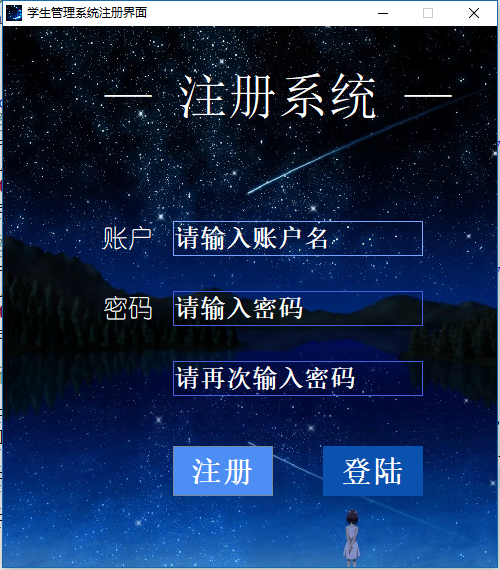 学生管理系统注册界面
— 注册系统 —
账户 请输入账户名
密码 请输入密码
请再次输入密码
注册 登陆